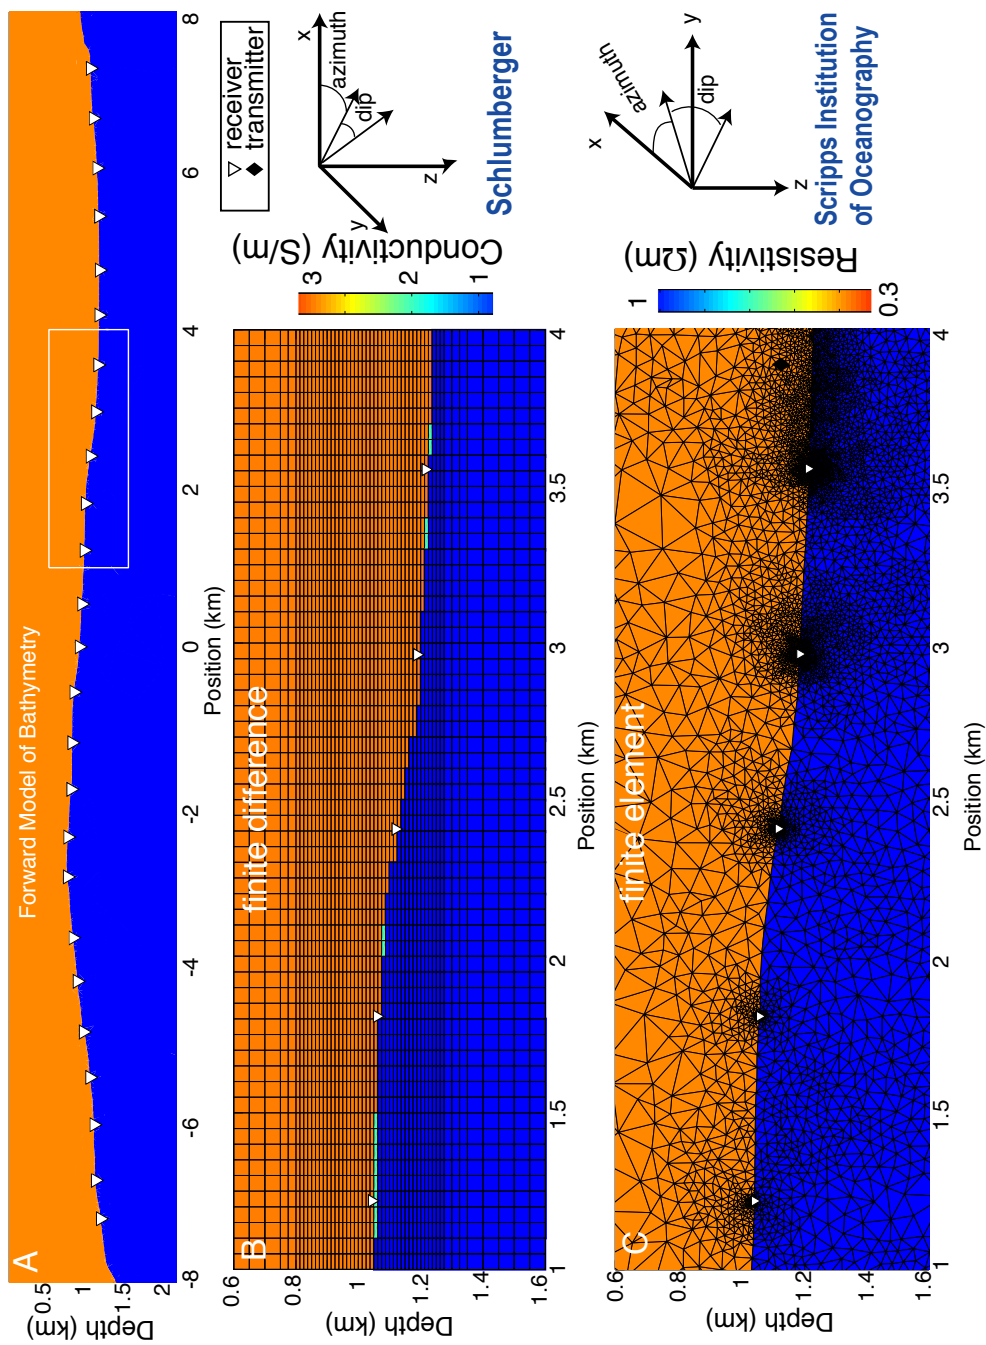 A
Forward Model of Bathymetry
Depth (km)
0.5
1
1.5
2
-8
-6
-4
-2
0
2
4
6
8
Position (km)
B
finite difference
Depth (km)
0.6
0.8
1
1.2
1.4
1.6
1
1.5
2
2.5
3
3.5
4
Position (km)
Conductivity (S/m)
3
2
1
receiver
transmitter
x
azimuth
dip
y
z
Schlumberger
C
finite element
Depth (km)
0.6
0.8
1
1.2
1.4
1.6
1
1.5
2
2.5
3
3.5
4
Position (km)
Resistivity (Ωm)
1
0.3
x
azimuth
dip
y
z
Scripps Institution
of Oceanography